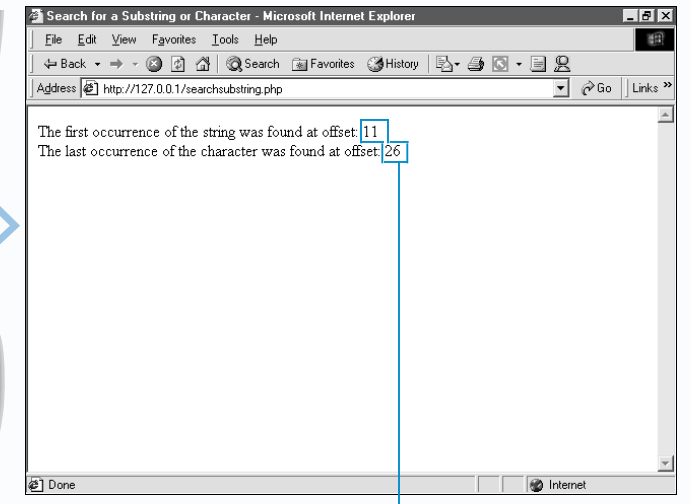 Search for a Substring or Character - Microsoft Internet Explorer
File Edit View Favorites Tools Help
Back Search Favorites History
Address http://127.0.0.1/searchsubstring.php Go Links »
The first occurrence of the string was found at offset: 11
The last occurrence of the character was found at offset: 26
Done Internet